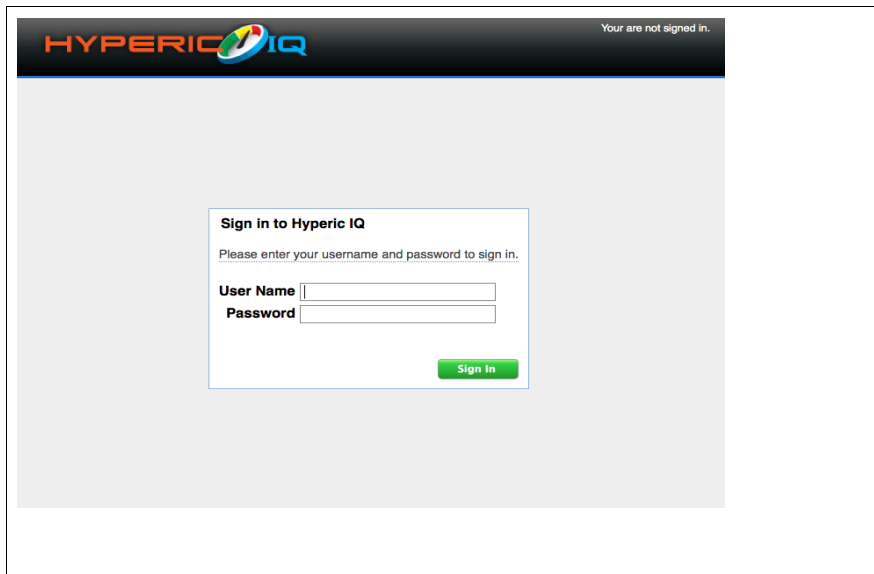 HYPERIC IQ
Your are not signed in.
Sign in to Hyperic IQ
Please enter your username and password to sign in.
User Name
Password
Sign In